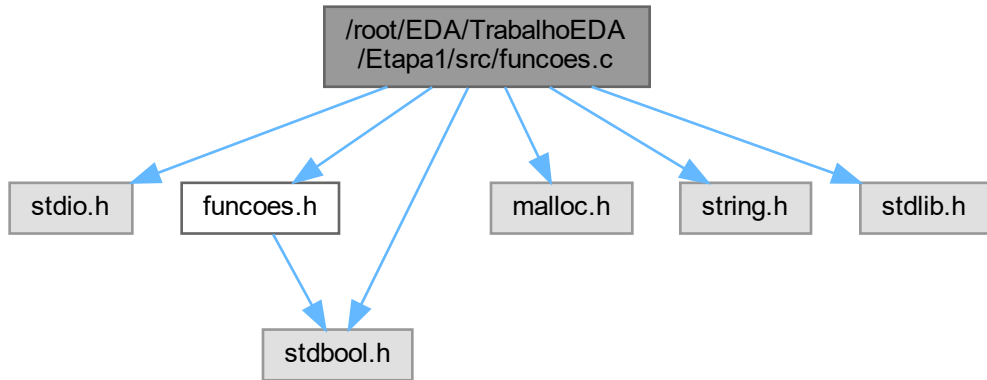 /root/EDA/TrabalhoEDA
/Etapa1/src/funcoes.c
stdio.h
funcoes.h
malloc.h
string.h
stdlib.h
stdbool.h